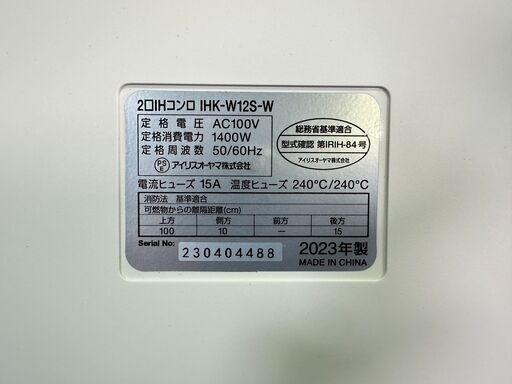 2口IHコンロ IHK-W12S-W
定格電圧 AC100V
定格消費電力 1400W
定格周波数 50/60Hz
PS E アイリスオーヤマ株式会社
総務省基準適合
型式確認 第IRIH-84号
アイリスオーヤマ株式会社
電流ヒューズ 15A 温度ヒューズ 240℃/240℃
消防法 基準適合
可燃物からの離隔距離(cm)
上方 側方 前方 後方
100 10 — 15
Serial No: 230404488
2023年製
MADE IN CHINA